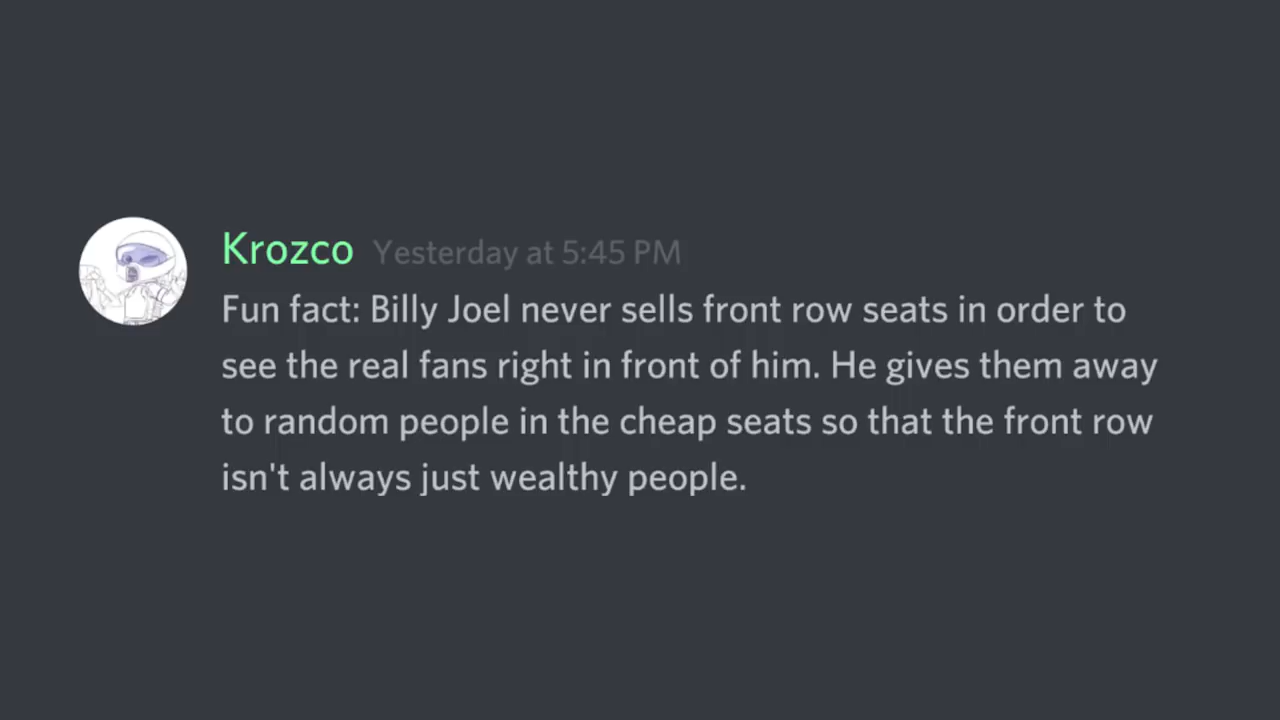 Krozco Yesterday at 5:45 PM
Fun fact: Billy Joel never sells front row seats in order to
see the real fans right in front of him. He gives them away
to random people in the cheap seats so that the front row
isn't always just wealthy people.